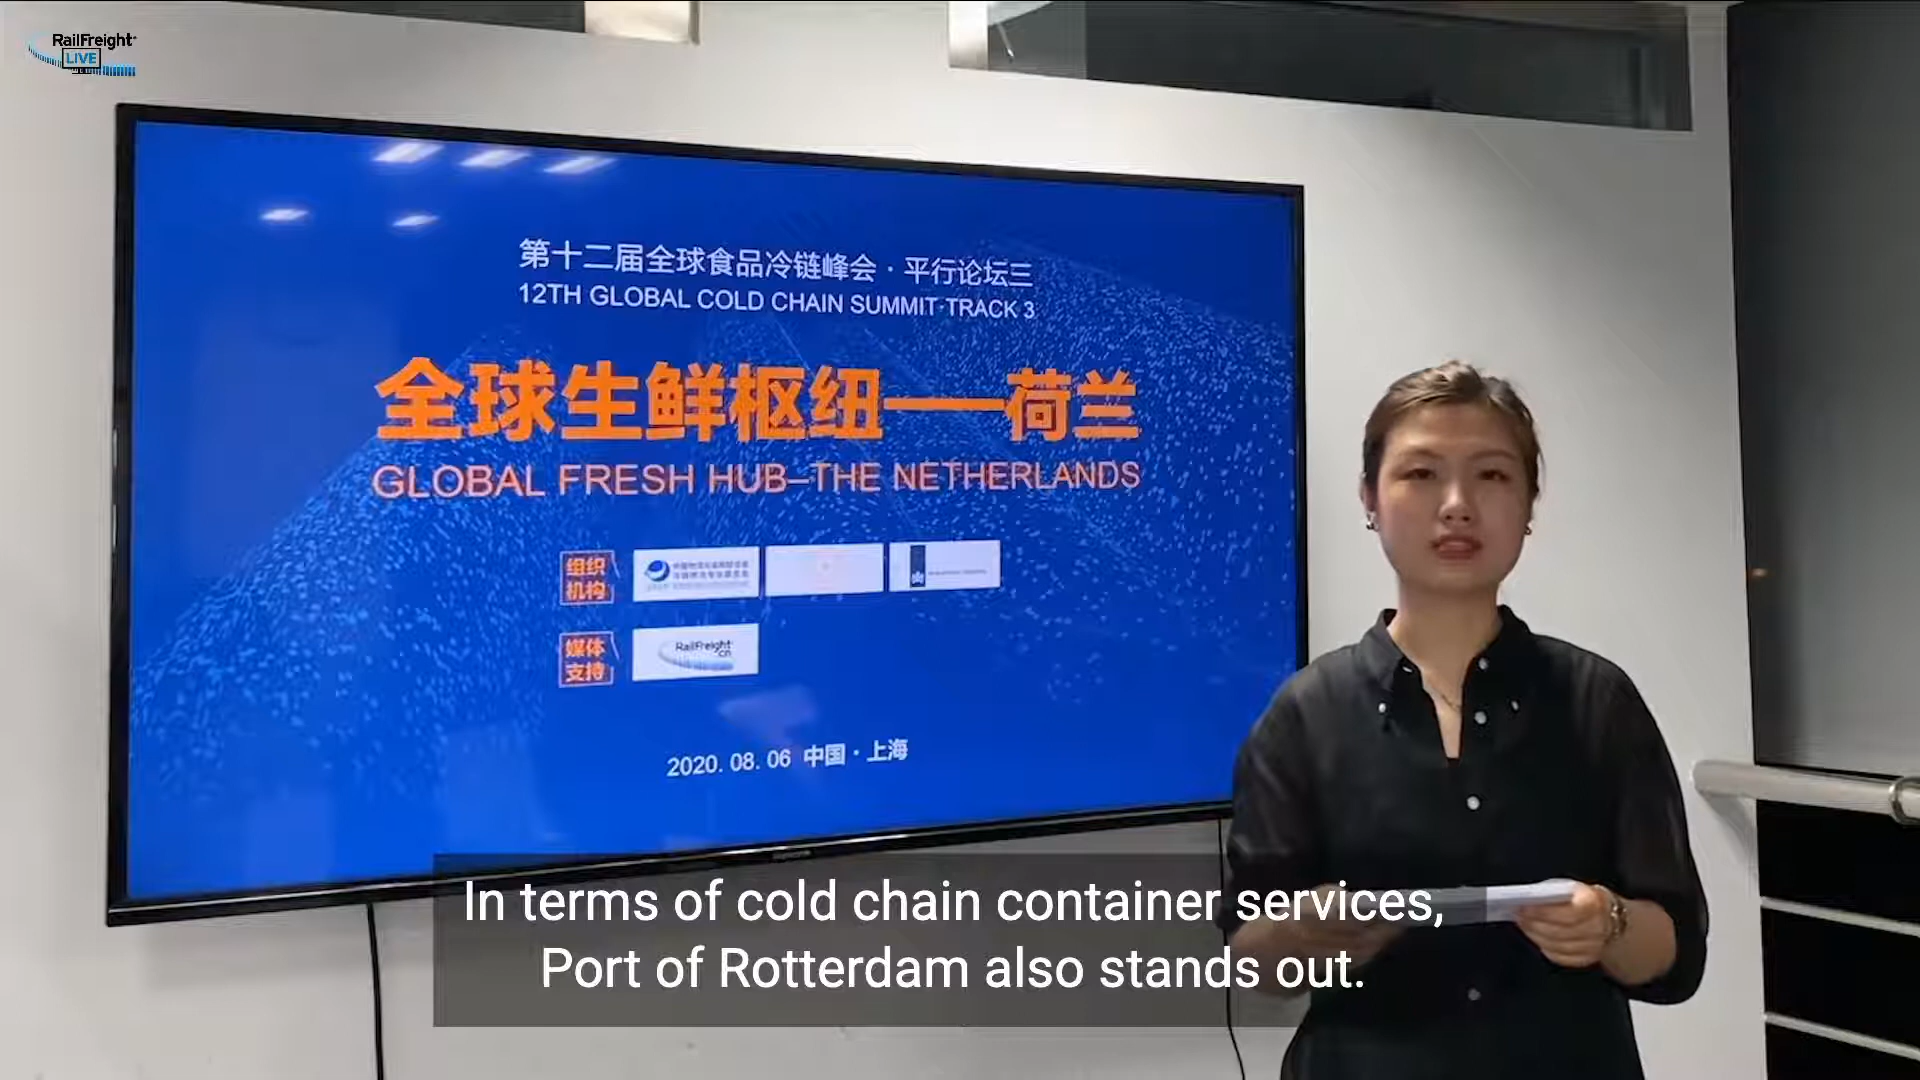 RailFreight
LIVE
第十二届全球食品冷链峰会·平行论坛三
12TH GLOBAL COLD CHAIN SUMMIT·TRACK 3
全球生鲜枢纽——荷兰
GLOBAL FRESH HUB–THE NETHERLANDS
组织
机构
媒体
支持
RailFreight
cn
2020. 08. 06 中国·上海
In terms of cold chain container services,
Port of Rotterdam also stands out.